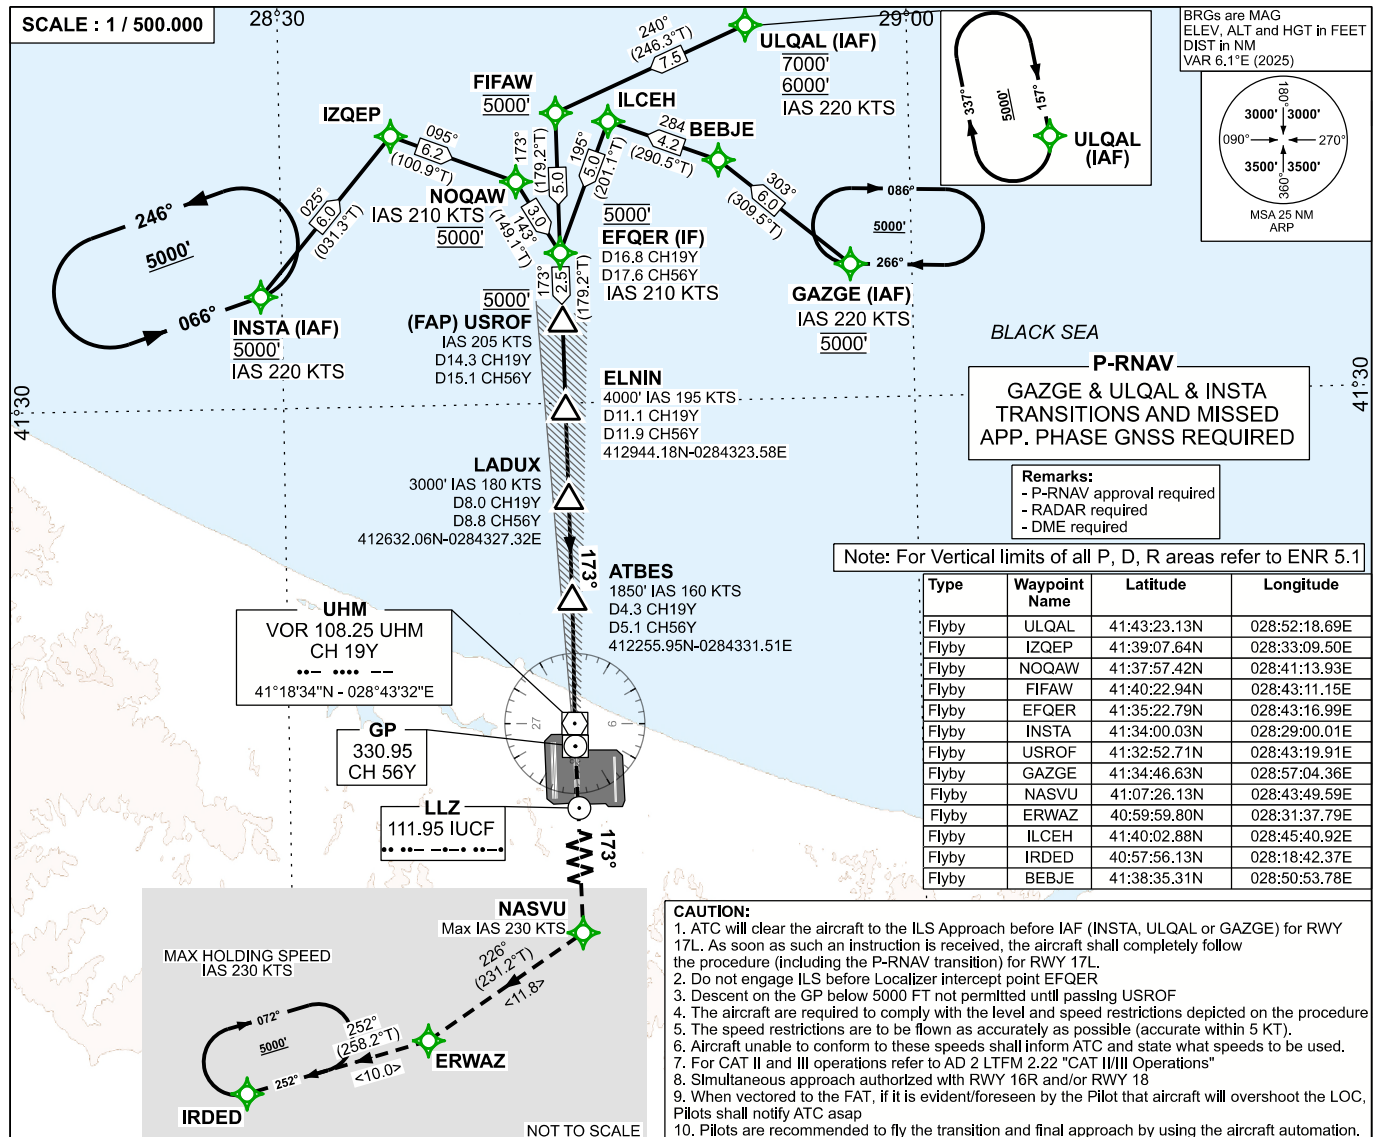 SCALE : 1 / 500.000
28°30
29°00
BRGs are MAG
ELEV, ALT and HGT in FEET
DIST in NM
VAR 6.1°E (2025)
180°
3000' 3000'
090° 270°
3500' 3500'
360°
MSA 25 NM
ARP
337°
5000'
157°
ULQAL
(IAF)
240°
(246.3°T)
7.5
ULQAL (IAF)
7000'
6000'
IAS 220 KTS
FIFAW
5000'
ILCEH
IZQEP
095°
6.2
(100.9°T)
173°
(179.2°T)
5.0
195°
5.0
(201.1°T)
284
4.2
(290.5°T)
BEBJE
303°
6.0
(309.5°T)
NOQAW
IAS 210 KTS
5000'
3.0
143°
(149.1°T)
025°
6.0
(031.3°T)
246°
5000'
066°
INSTA (IAF)
5000'
IAS 220 KTS
5000'
EFQER (IF)
D16.8 CH19Y
D17.6 CH56Y
IAS 210 KTS
086°
5000'
266°
GAZGE (IAF)
IAS 220 KTS
5000'
173°
2.5
(179.2°T)
5000'
(FAP) USROF
IAS 205 KTS
D14.3 CH19Y
D15.1 CH56Y
BLACK SEA
41°30
41°30
P-RNAV
GAZGE & ULQAL & INSTA
TRANSITIONS AND MISSED
APP. PHASE GNSS REQUIRED
ELNIN
4000' IAS 195 KTS
D11.1 CH19Y
D11.9 CH56Y
412944.18N-0284323.58E
LADUX
3000' IAS 180 KTS
D8.0 CH19Y
D8.8 CH56Y
412632.06N-0284327.32E
Remarks:
- P-RNAV approval required
- RADAR required
- DME required
Note: For Vertical limits of all P, D, R areas refer to ENR 5.1
173°
ATBES
1850' IAS 160 KTS
D4.3 CH19Y
D5.1 CH56Y
412255.95N-0284331.51E
UHM
VOR 108.25 UHM
CH 19Y
41°18'34"N - 028°43'32"E
27
9
GP
330.95
CH 56Y
LLZ
111.95 IUCF
173°
Type Waypoint Name Latitude Longitude
Flyby ULQAL 41:43:23.13N 028:52:18.69E
Flyby IZQEP 41:39:07.64N 028:33:09.50E
Flyby NOQAW 41:37:57.42N 028:41:13.93E
Flyby FIFAW 41:40:22.94N 028:43:11.15E
Flyby EFQER 41:35:22.79N 028:43:16.99E
Flyby INSTA 41:34:00.03N 028:29:00.01E
Flyby USROF 41:32:52.71N 028:43:19.91E
Flyby GAZGE 41:34:46.63N 028:57:04.36E
Flyby NASVU 41:07:26.13N 028:43:49.59E
Flyby ERWAZ 40:59:59.80N 028:31:37.79E
Flyby ILCEH 41:40:02.88N 028:45:40.92E
Flyby IRDED 40:57:56.13N 028:18:42.37E
Flyby BEBJE 41:38:35.31N 028:50:53.78E
NASVU
Max IAS 230 KTS
226°
(231.2°T)
<11.8>
MAX HOLDING SPEED
IAS 230 KTS
072°
5000'
252°
252°
(258.2°T)
<10.0>
ERWAZ
IRDED
NOT TO SCALE
CAUTION:
1. ATC will clear the aircraft to the ILS Approach before IAF (INSTA, ULQAL or GAZGE) for RWY
17L. As soon as such an instruction is received, the aircraft shall completely follow
the procedure (including the P-RNAV transition) for RWY 17L.
2. Do not engage ILS before Localizer intercept point EFQER
3. Descent on the GP below 5000 FT not permitted until passing USROF
4. The aircraft are required to comply with the level and speed restrictions depicted on the procedure
5. The speed restrictions are to be flown as accurately as possible (accurate within 5 KT).
6. Aircraft unable to conform to these speeds shall inform ATC and state what speeds to be used.
7. For CAT II and III operations refer to AD 2 LTFM 2.22 "CAT II/III Operations"
8. Simultaneous approach authorized with RWY 16R and/or RWY 18
9. When vectored to the FAT, if it is evident/foreseen by the Pilot that aircraft will overshoot the LOC,
Pilots shall notify ATC asap
10. Pilots are recommended to fly the transition and final approach by using the aircraft automation.